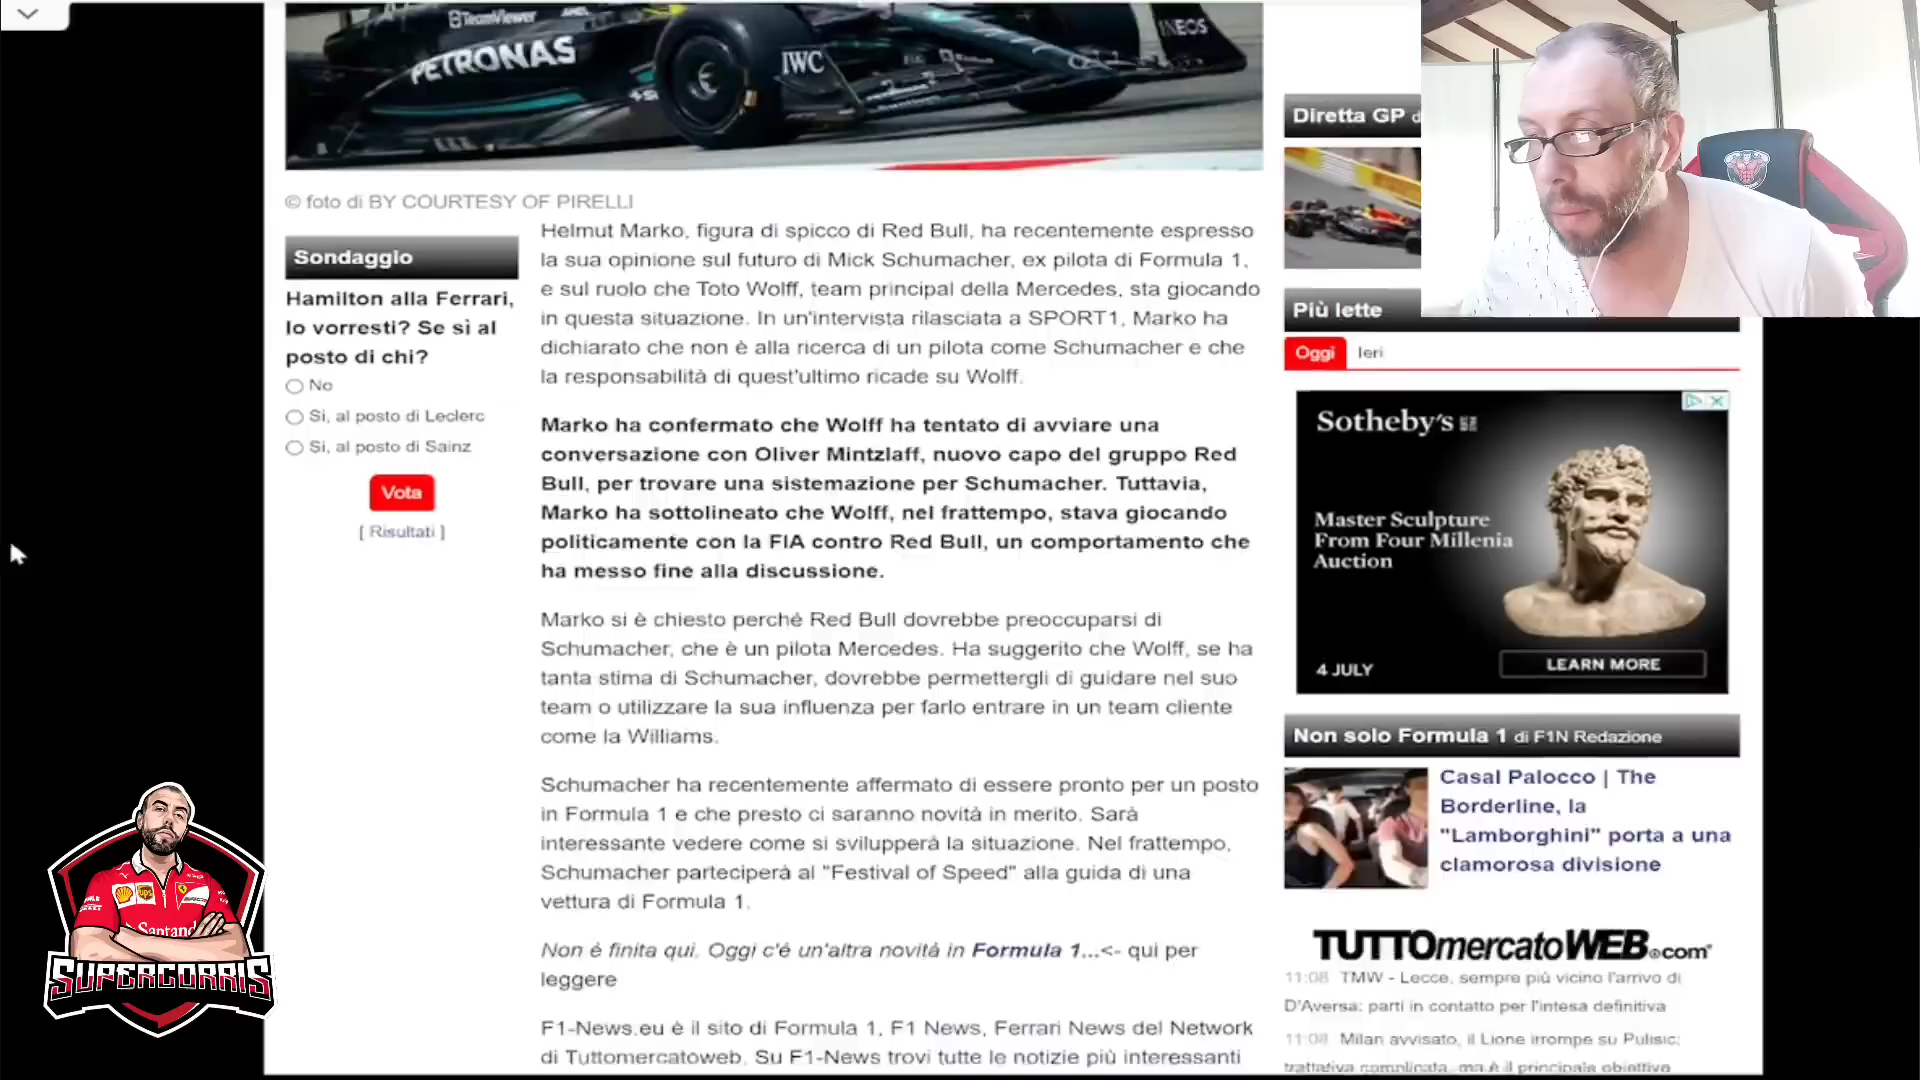 TeamViewer
PETRONAS
IWC
INEOS
© foto di BY COURTESY OF PIRELLI
Sondaggio
Hamilton alla Ferrari,
lo vorresti? Se sì al
posto di chi?
No
Si, al posto di Leclerc
Si, al posto di Sainz
Vota
[ Risultati ]
Helmut Marko, figura di spicco di Red Bull, ha recentemente espresso
la sua opinione sul futuro di Mick Schumacher, ex pilota di Formula 1,
e sul ruolo che Toto Wolff, team principal della Mercedes, sta giocando
in questa situazione. In un'intervista rilasciata a SPORT1, Marko ha
dichiarato che non è alla ricerca di un pilota come Schumacher e che
la responsabilità di quest'ultimo ricade su Wolff.
Marko ha confermato che Wolff ha tentato di avviare una
conversazione con Oliver Mintzlaff, nuovo capo del gruppo Red
Bull, per trovare una sistemazione per Schumacher. Tuttavia,
Marko ha sottolineato che Wolff, nel frattempo, stava giocando
politicamente con la FIA contro Red Bull, un comportamento che
ha messo fine alla discussione.
Marko si è chiesto perché Red Bull dovrebbe preoccuparsi di
Schumacher, che è un pilota Mercedes. Ha suggerito che Wolff, se ha
tanta stima di Schumacher, dovrebbe permettergli di guidare nel suo
team o utilizzare la sua influenza per farlo entrare in un team cliente
come la Williams.
Schumacher ha recentemente affermato di essere pronto per un posto
in Formula 1 e che presto ci saranno novità in merito. Sarà
interessante vedere come si svilupperà la situazione. Nel frattempo,
Schumacher parteciperà al "Festival of Speed" alla guida di una
vettura di Formula 1.
Non è finita qui. Oggi c'é un'altra novità in Formula 1...<- qui per
leggere
F1-News.eu è il sito di Formula 1, F1 News, Ferrari News del Network
di Tuttomercatoweb. Su F1-News trovi tutte le notizie più interessanti
Diretta GP d
Più lette
Oggi Ieri
Sotheby's
Master Sculpture
From Four Millenia
Auction
4 JULY
LEARN MORE
Non solo Formula 1 di F1N Redazione
Casal Palocco | The
Borderline, la
"Lamborghini" porta a una
clamorosa divisione
TUTTOmercatoWEB.com
11:08 TMW - Lecce, sempre più vicino l'arrivo di
D'Aversa: parti in contatto per l'intesa definitiva
11:08 Milan avvisato, il Lione irrompe su Pulisic:
trattativa complicata, ma è il principale obiettivo
ups
Santand
SUPERCORRIS